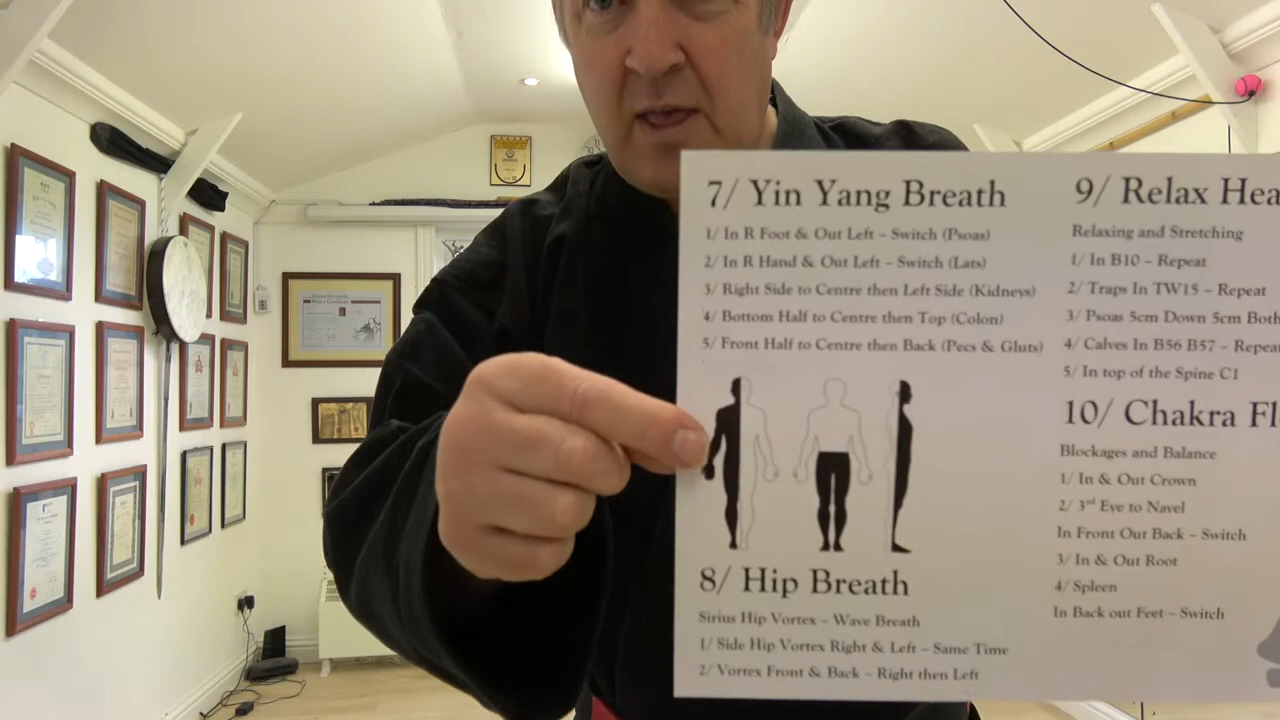 7/ Yin Yang Breath
1/ In R Foot & Out Left – Switch (Psoas)
2/ In R Hand & Out Left – Switch (Lats)
3/ Right Side to Centre then Left Side (Kidneys)
4/ Bottom Half to Centre then Top (Colon)
5/ Front Half to Centre then Back (Pecs & Gluts)
8/ Hip Breath
Sirius Hip Vortex – Wave Breath
1/ Side Hip Vortex Right & Left – Same Time
2/ Vortex Front & Back – Right then Left
9/ Relax Hea
Relaxing and Stretching
1/ In B10 – Repeat
2/ Traps In TW15 – Repeat
3/ Psoas 5cm Down 5cm Both
4/ Calves In B56 B57 – Repea
5/ In top of the Spine C1
10/ Chakra Fl
Blockages and Balance
1/ In & Out Crown
2/ 3rd Eye to Navel
In Front Out Back – Switch
3/ In & Out Root
4/ Spleen
In Back out Feet – Switch